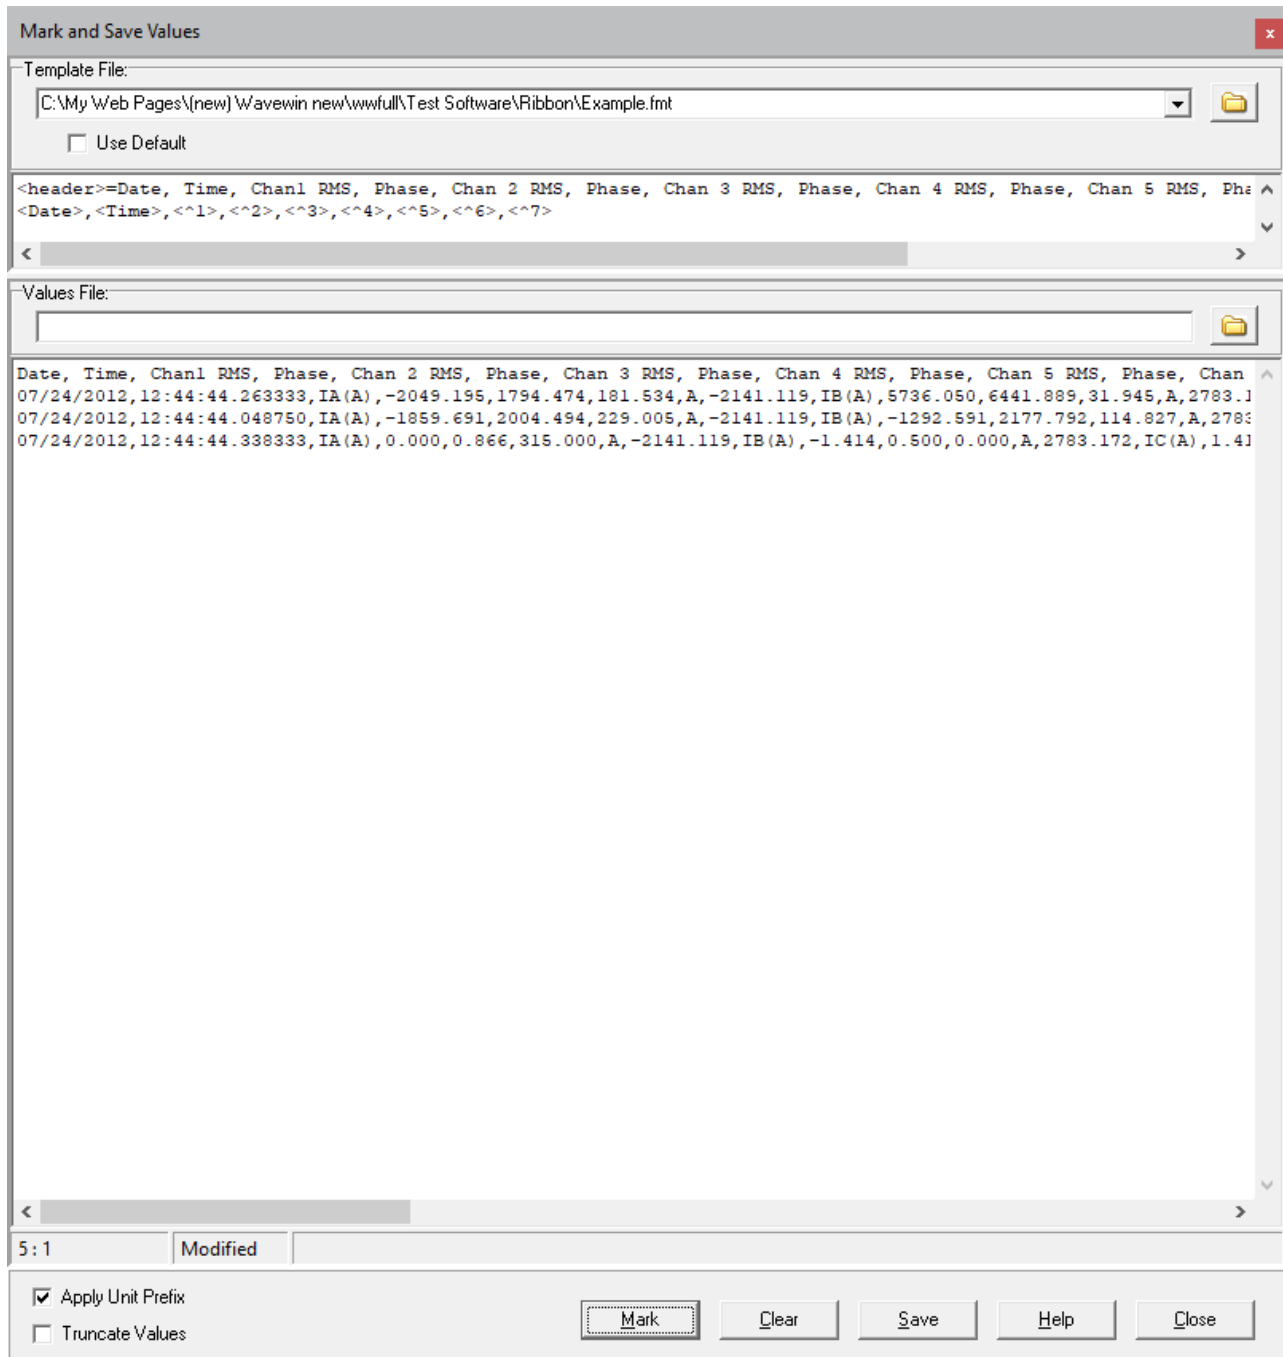 Mark and Save Values
x
Template File:
C:\My Web Pages\(new) Wavewin new\wwfull\Test Software\Ribbon\Example.fmt
Use Default
<header>=Date, Time, Chan1 RMS, Phase, Chan 2 RMS, Phase, Chan 3 RMS, Phase, Chan 4 RMS, Phase, Chan 5 RMS, Pha
<Date>,<Time>,<^1>,<^2>,<^3>,<^4>,<^5>,<^6>,<^7>
Values File:
Date, Time, Chan1 RMS, Phase, Chan 2 RMS, Phase, Chan 3 RMS, Phase, Chan 4 RMS, Phase, Chan 5 RMS, Phase, Chan
07/24/2012,12:44:44.263333,IA(A),-2049.195,1794.474,181.534,A,-2141.119,IB(A),5736.050,6441.889,31.945,A,2783.1
07/24/2012,12:44:44.048750,IA(A),-1859.691,2004.494,229.005,A,-2141.119,IB(A),-1292.591,2177.792,114.827,A,2783
07/24/2012,12:44:44.338333,IA(A),0.000,0.866,315.000,A,-2141.119,IB(A),-1.414,0.500,0.000,A,2783.172,IC(A),1.41
5 : 1 Modified
Apply Unit Prefix
Truncate Values
Mark Clear Save Help Close